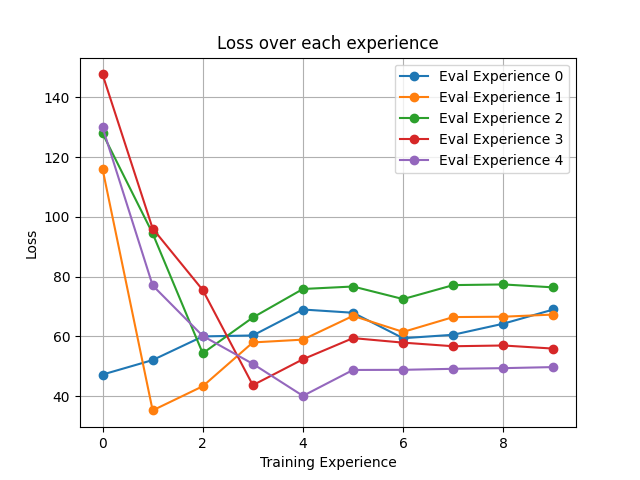 Loss over each experience
Eval Experience 0
Eval Experience 1
Eval Experience 2
Eval Experience 3
Eval Experience 4
140
120
100
80
60
40
Loss
0 2 4 6 8
Training Experience